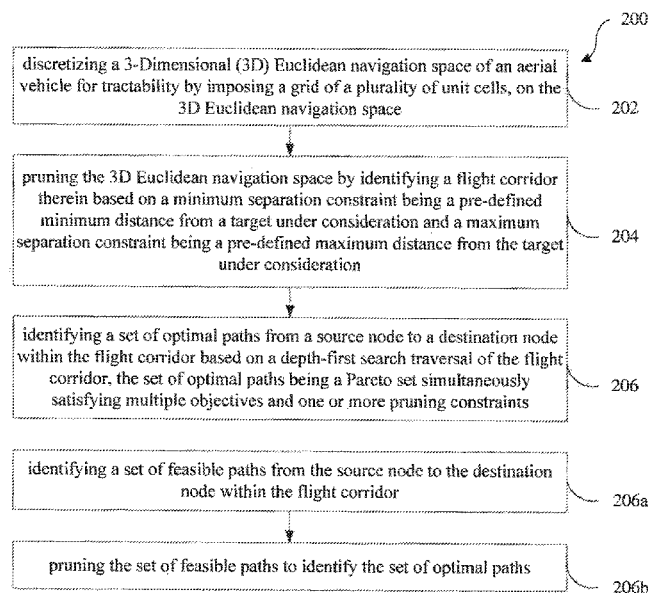 200
discretizing a 3-Dimensional (3D) Euclidean navigation space of an aerial
vehicle for tractability by imposing a grid of a plurality of unit cells, on the
3D Euclidean navigation space
202
pruning the 3D Euclidean navigation space by identifying a flight corridor
therein based on a minimum separation constraint being a pre-defined
minimum distance from a target under consideration and a maximum
separation constraint being a pre-defined maximum distance from the target
under consideration
204
identifying a set of optimal paths from a source node to a destination node
within the flight corridor based on a depth-first search traversal of the flight
corridor, the set of optimal paths being a Pareto set simultaneously
satisfying multiple objectives and one or more pruning constraints
206
identifying a set of feasible paths from the source node to the destination
node within the flight corridor
206a
pruning the set of feasible paths to identify the set of optimal paths
206b